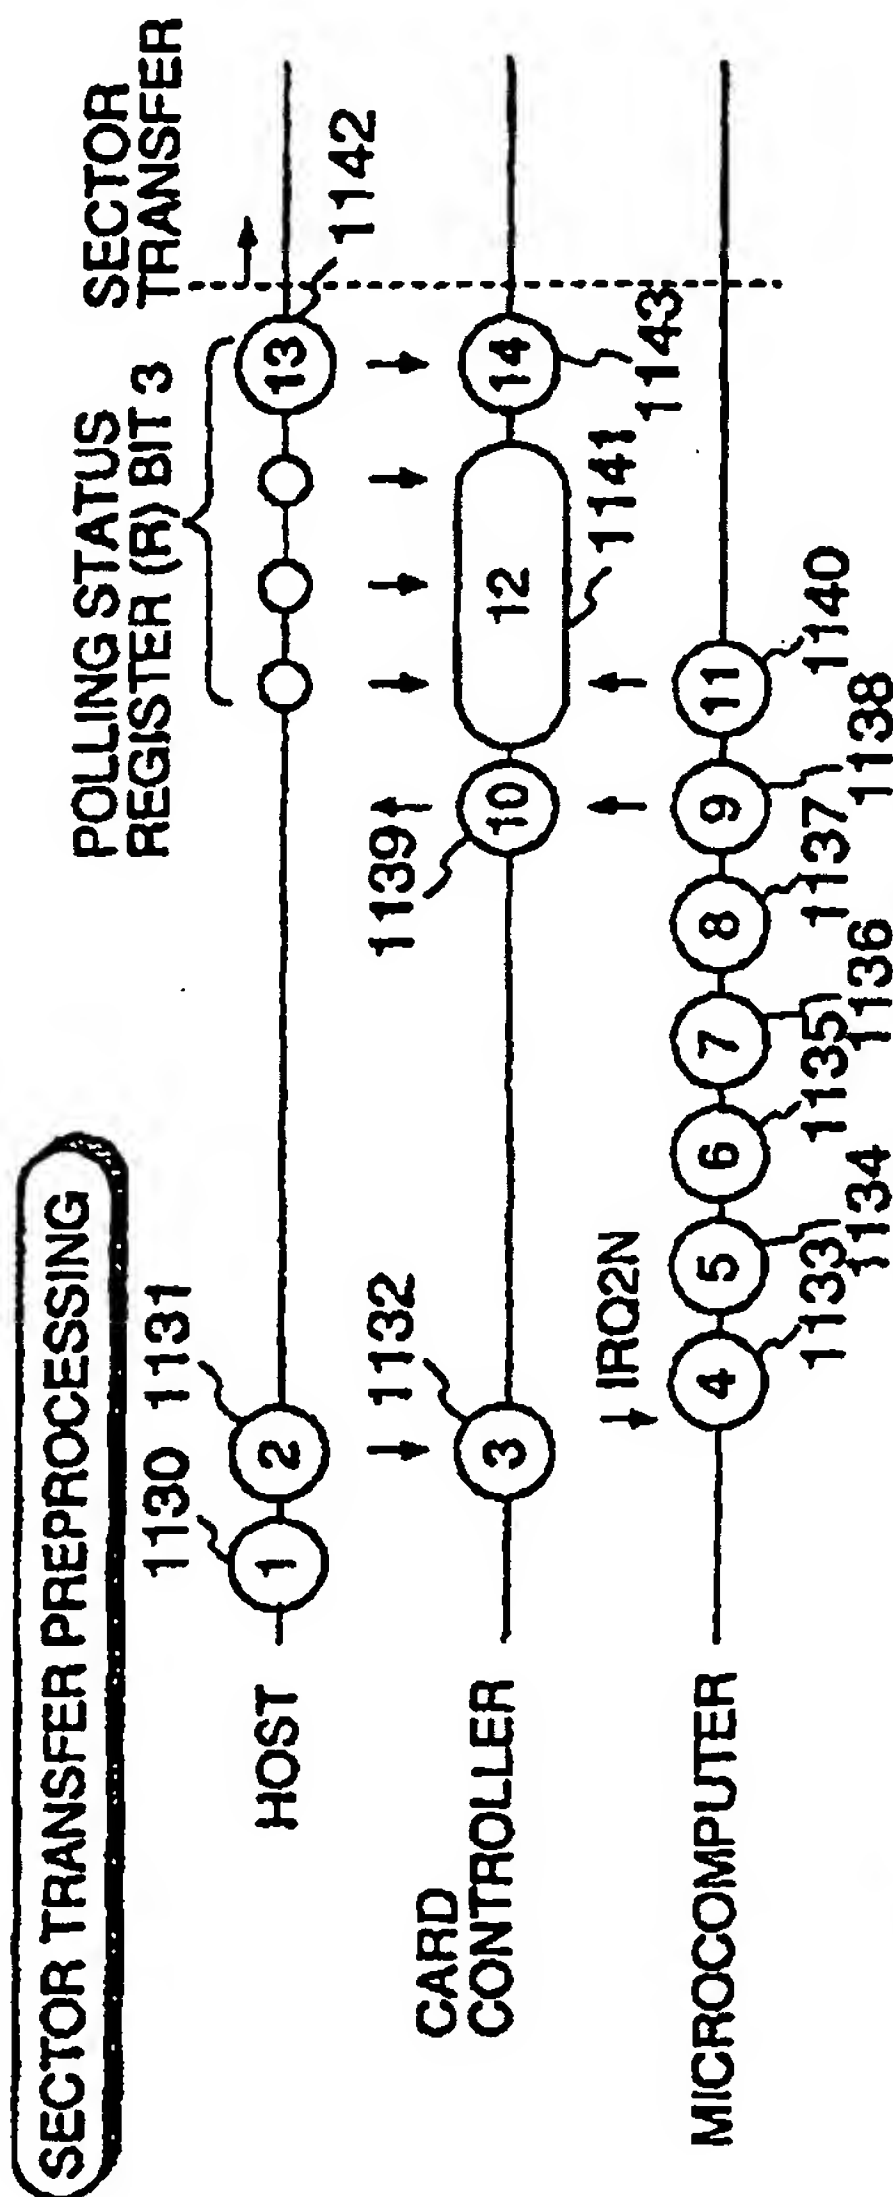 SECTOR TRANSFER PREPROCESSING
POLLING STATUS
REGISTER (R) BIT 3
SECTOR
TRANSFER
1130
1131
HOST
1
2
13
1142
1132
1139
CARD
CONTROLLER
3
10
12
14
1141
1143
IRQ2N
MICROCOMPUTER
4
5
6
7
8
9
11
1133
1134
1135
1136
1137
1138
1140